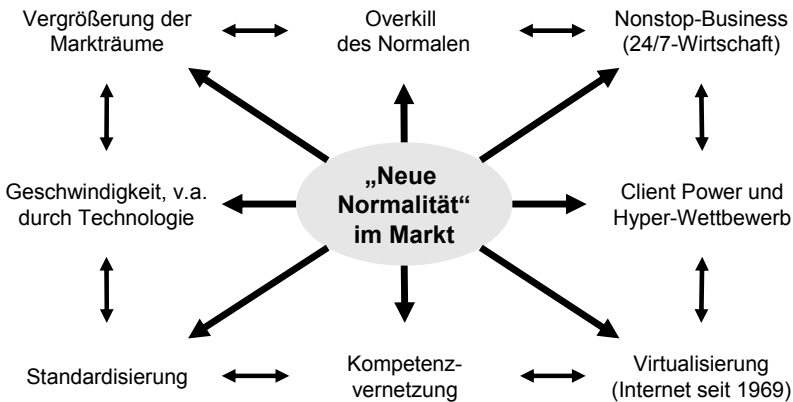 Vergrößerung der
Markträume
Overkill
des Normalen
Nonstop-Business
(24/7-Wirtschaft)
Geschwindigkeit, v.a.
durch Technologie
„Neue
Normalität“
im Markt
Client Power und
Hyper-Wettbewerb
Standardisierung
Kompetenz-
vernetzung
Virtualisierung
(Internet seit 1969)